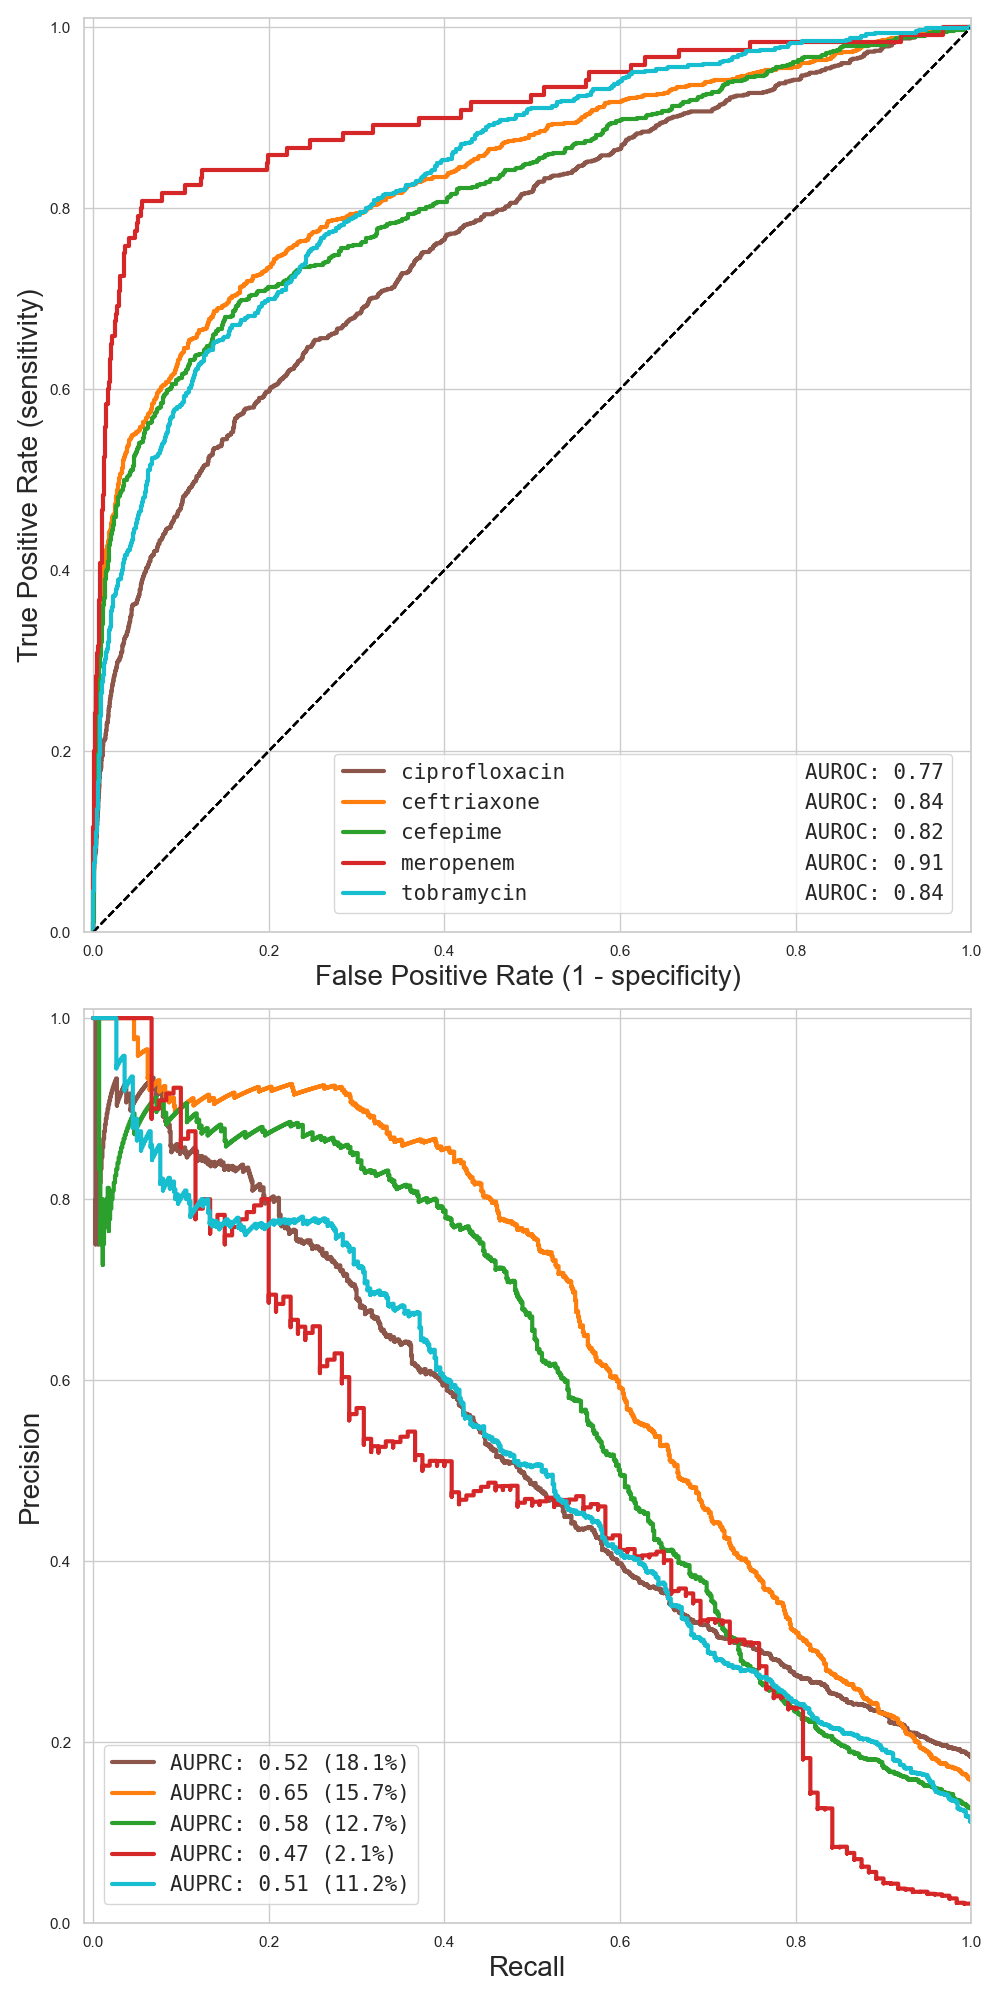 1.0
0.8
0.6
0.4
0.2
0.0
True Positive Rate (sensitivity)
ciprofloxacin AUROC: 0.77
ceftriaxone AUROC: 0.84
cefepime AUROC: 0.82
meropenem AUROC: 0.91
tobramycin AUROC: 0.84
0.0 0.2 0.4 0.6 0.8 1.0
False Positive Rate (1 - specificity)
1.0
0.8
0.6
0.4
0.2
0.0
Precision
AUPRC: 0.52 (18.1%)
AUPRC: 0.65 (15.7%)
AUPRC: 0.58 (12.7%)
AUPRC: 0.47 (2.1%)
AUPRC: 0.51 (11.2%)
0.0 0.2 0.4 0.6 0.8 1.0
Recall